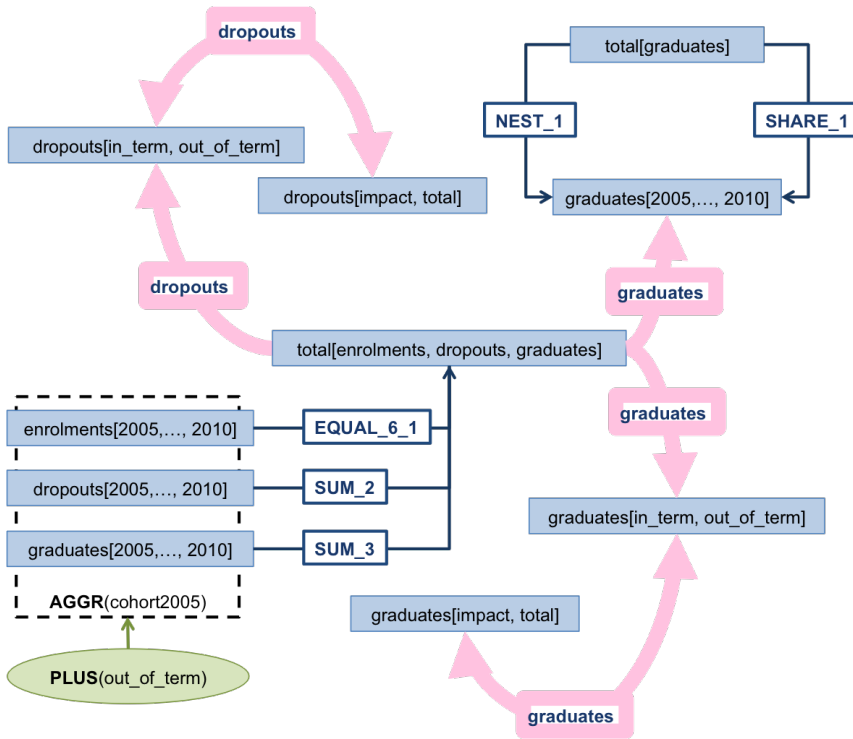 dropouts
total[graduates]
NEST_1
SHARE_1
dropouts[in_term, out_of_term]
dropouts[impact, total]
graduates[2005,..., 2010]
dropouts
graduates
total[enrolments, dropouts, graduates]
graduates
enrolments[2005,..., 2010]
EQUAL_6_1
dropouts[2005,..., 2010]
SUM_2
graduates[in_term, out_of_term]
graduates[2005,..., 2010]
SUM_3
AGGR(cohort2005)
graduates[impact, total]
PLUS(out_of_term)
graduates